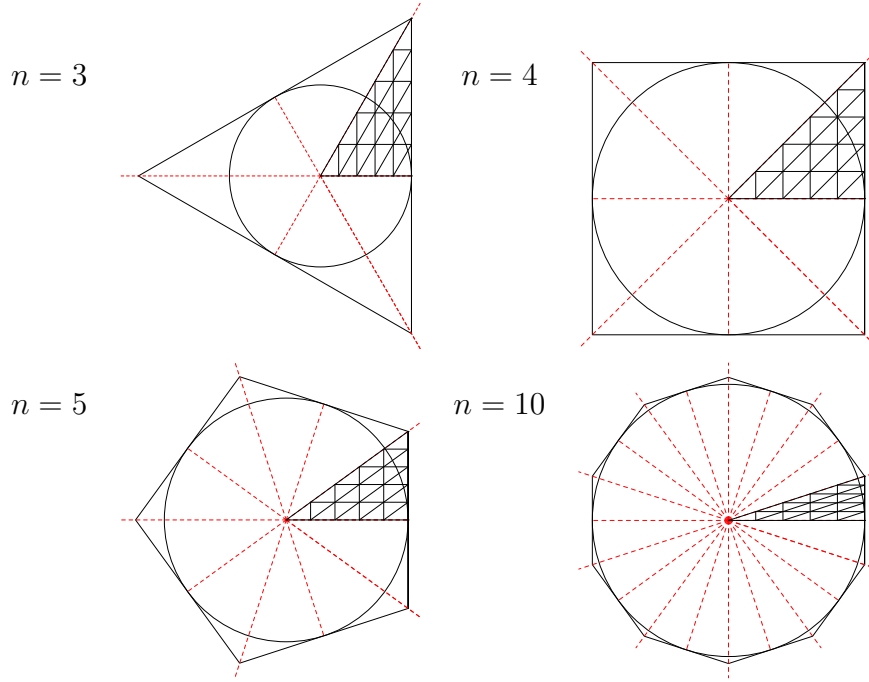 n = 3
n = 4
n = 5
n = 10